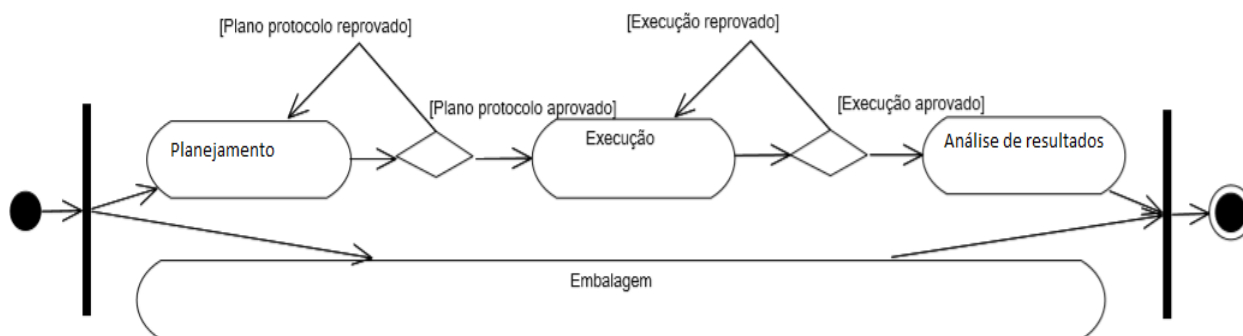 [Plano protocolo reprovado]
[Execução reprovado]
[Plano protocolo aprovado]
[Execução aprovado]
Planejamento
Execução
Análise de resultados
Embalagem